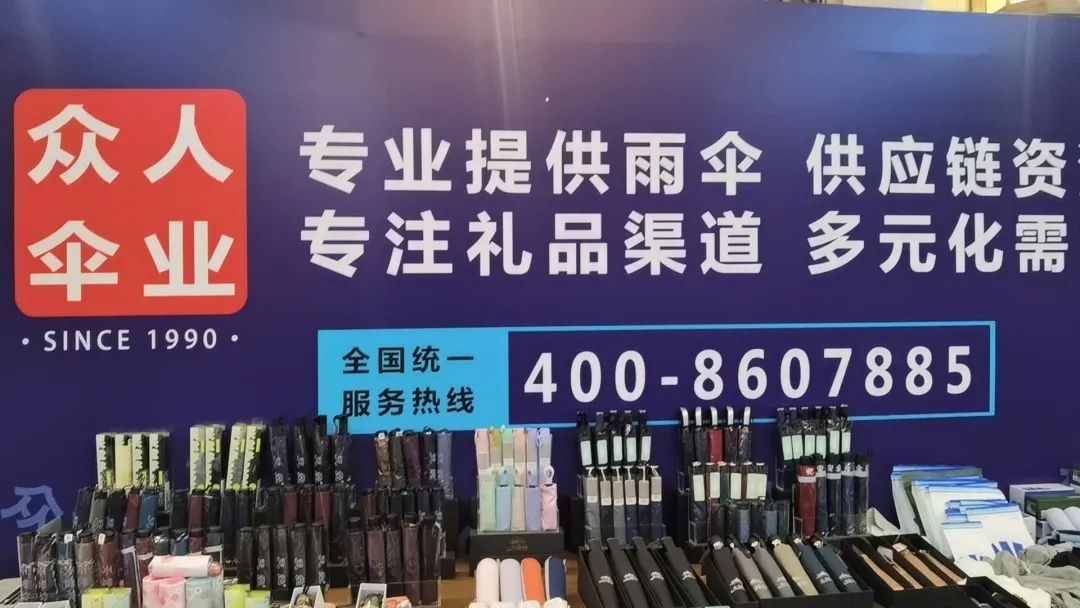 众人
伞业
· SINCE 1990 ·
专业提供雨伞 供应链资
专注礼品渠道 多元化需
全国统一
服务热线
400-8607885
众